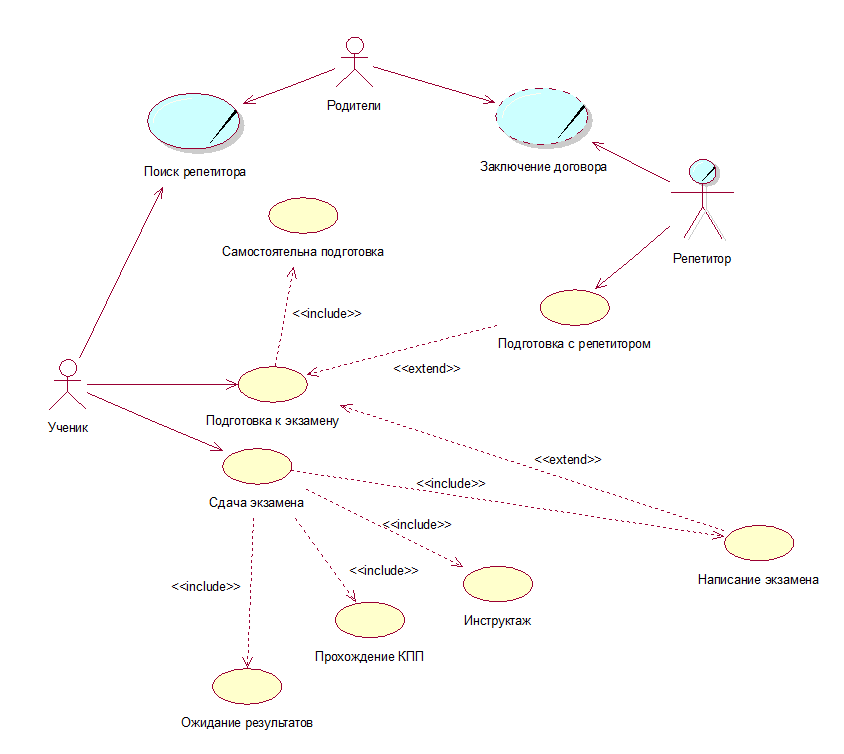 Родители
Поиск репетитора
Заключение договора
Самостоятельна подготовка
Репетитор
<<include>>
Подготовка с репетитором
<<extend>>
Ученик
Подготовка к экзамену
<<extend>>
<<include>>
Сдача экзамена
<<include>>
<<include>>
<<include>>
Написание экзамена
Инструктаж
Прохождение КПП
Ожидание результатов